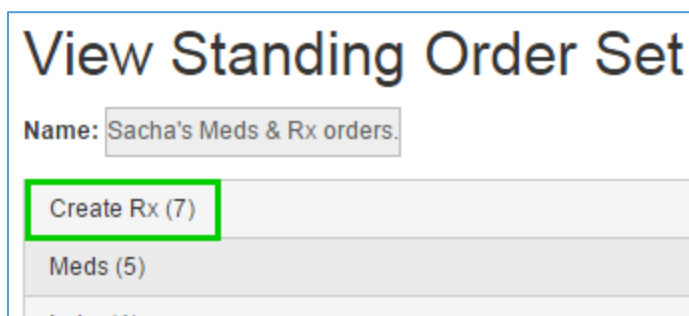 View Standing Order Set
Name: Sacha's Meds & Rx orders.
Create Rx (7)
Meds (5)